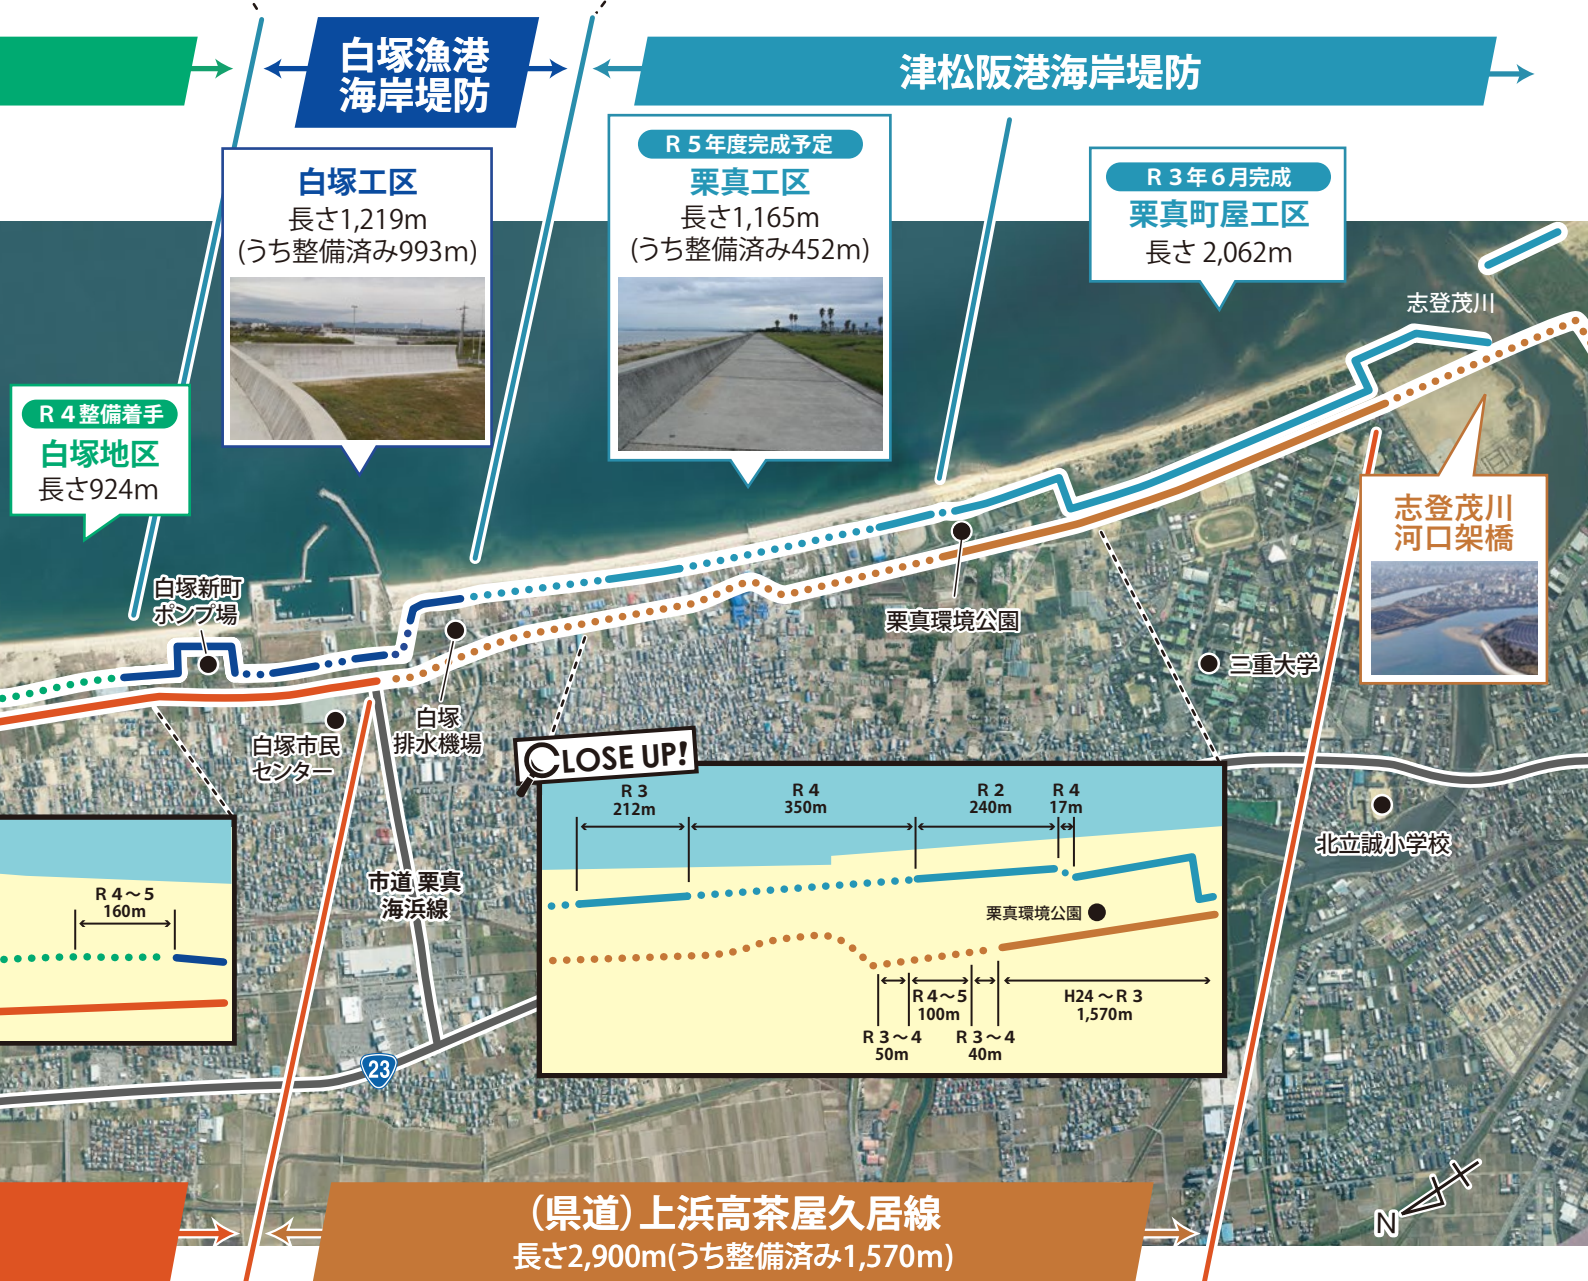 白塚漁港
海岸堤防
津松阪港海岸堤防
白塚工区
長さ1,219m
(うち整備済み993m)
R5年度完成予定
栗真工区
長さ1,165m
(うち整備済み452m)
R3年6月完成
栗真町屋工区
長さ 2,062m
志登茂川
R4整備着手
白塚地区
長さ924m
志登茂川
河口架橋
白塚新町
ポンプ場
栗真環境公園
三重大学
白塚
排水機場
白塚市民
センター
CLOSE UP!
R3
212m
R4
350m
R2
240m
R4
17m
北立誠小学校
市道 栗真
海浜線
R4~5
160m
栗真環境公園
R4~5
100m
H24~R3
1,570m
R3~4
50m
R3~4
40m
23
N
(県道)上浜高茶屋久居線
長さ2,900m(うち整備済み1,570m)